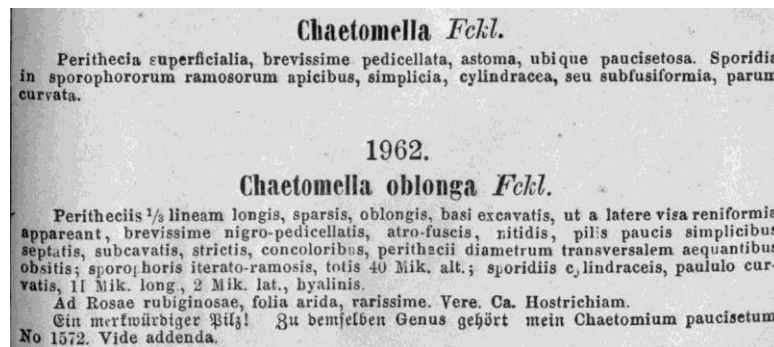 Chaetomella Fckl.
Perithecia superficialia, brevissime pedicellata, astoma, ubique paucisetosa. Sporidia
in sporophororum ramosorum apicibus, simplicia, cylindracea, seu subfusiformia, parum
curvata.
1962.
Chaetomella oblonga Fckl.
Peritheciis 1/3 lineam longis, sparsis, oblongis, basi excavatis, ut a latere visa reniformia
appareant, brevissime nigro-pedicellatis, atro-fuscis, nitidis, pilis paucis simplicibus
septatis, subcavatis, strictis, concoloribus, perithecii diametrum transversalem aequantibus
obsitis; sporophoris iterato-ramosis, totis 40 Mik. alt.; sporidiis cylindraceis, paululo cur-
vatis, 11 Mik. long., 2 Mik. lat., hyalinis.
Ad Rosae rubiginosae, folia arida, rarissime. Vere. Ca. Hostrichiam.
Ein merkwürbiger Pilz! Zu demselben Genus gehört mein Chaetomium paucisetum
No 1572. Vide addenda.